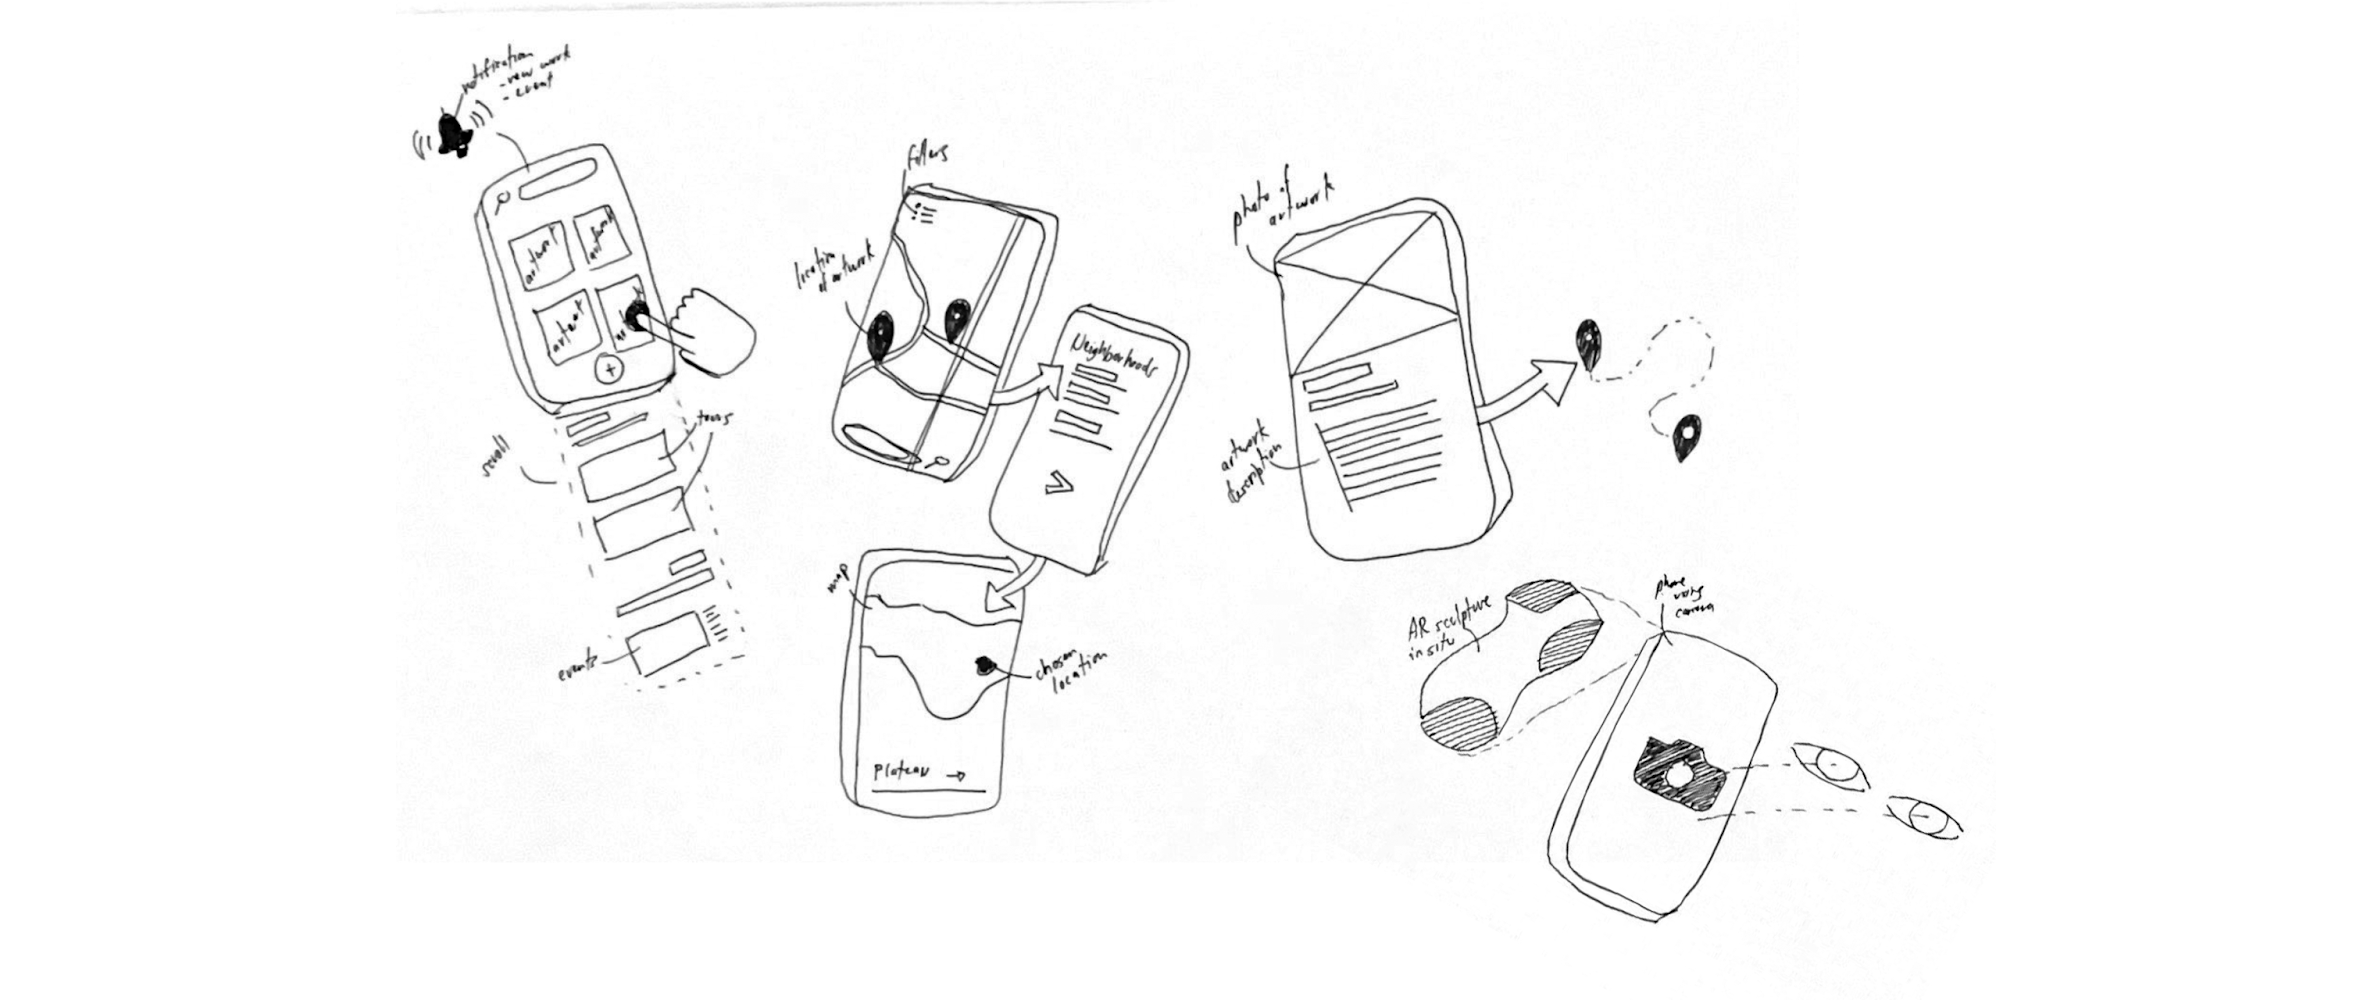 notification
- new work
- event
artwork
artwork
artwork
scroll
tours
events
filters
location
of artwork
Neighborhoods
map
chosen
location
Plateau →
photo of
artwork
artwork
description
AR sculpture
in situ
phone
using
camera